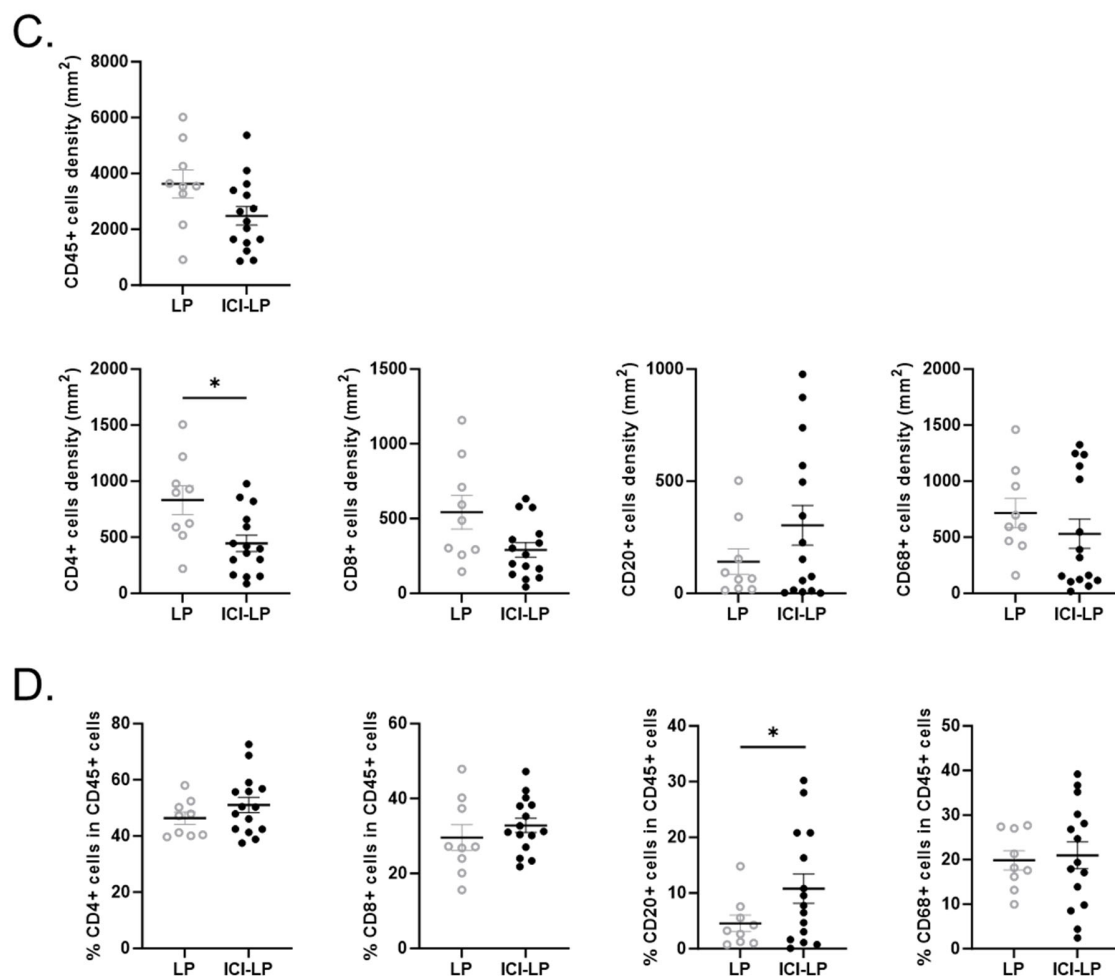 C.
CD45+ cells density (mm²)
8000
6000
4000
2000
0
LP ICI-LP
CD4+ cells density (mm²)
2000
1500
1000
500
0
*
LP ICI-LP
CD8+ cells density (mm²)
1500
1000
500
0
LP ICI-LP
CD20+ cells density (mm²)
1000
500
0
LP ICI-LP
CD68+ cells density (mm²)
2000
1500
1000
500
0
LP ICI-LP
D.
% CD4+ cells in CD45+ cells
80
60
40
20
0
LP ICI-LP
% CD8+ cells in CD45+ cells
60
40
20
0
LP ICI-LP
% CD20+ cells in CD45+ cells
40
30
20
10
0
*
LP ICI-LP
% CD68+ cells in CD45+ cells
50
40
30
20
10
0
LP ICI-LP